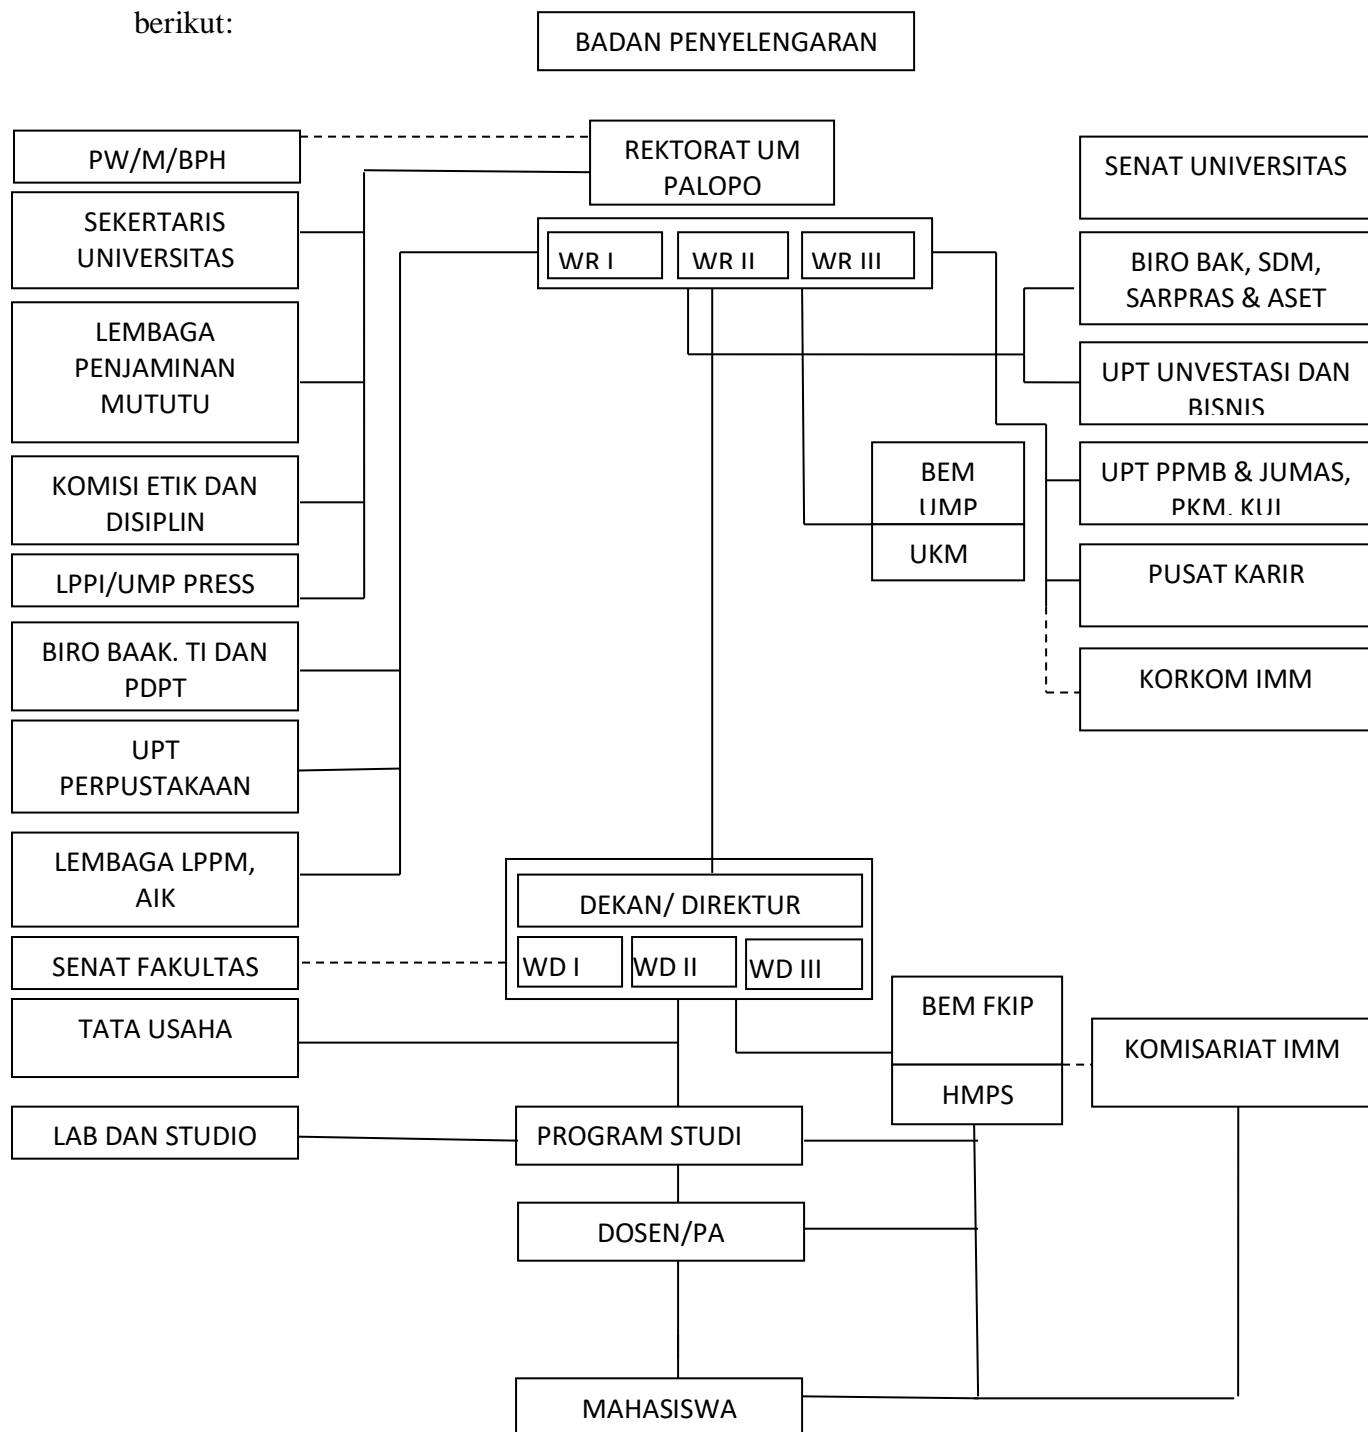 berikut:
BADAN PENYELENGARAN
PW/M/BPH
REKTORAT UM
PALOPO
SENAT UNIVERSITAS
SEKERTARIS
UNIVERSITAS
WR I
WR II
WR III
BIRO BAK, SDM,
SARPRAS & ASET
LEMBAGA
PENJAMINAN
MUTUTU
UPT UNVESTASI DAN
BISNIS
KOMISI ETIK DAN
DISIPLIN
BEM
UMP
UKM
UPT PPMB & JUMAS,
PKM, KUI
LPPI/UMP PRESS
PUSAT KARIR
BIRO BAAK. TI DAN
PDPT
KORKOM IMM
UPT
PERPUSTAKAAN
LEMBAGA LPPM,
AIK
DEKAN/ DIREKTUR
SENAT FAKULTAS
WD I
WD II
WD III
TATA USAHA
BEM FKIP
HMPS
KOMISARIAT IMM
LAB DAN STUDIO
PROGRAM STUDI
DOSEN/PA
MAHASISWA